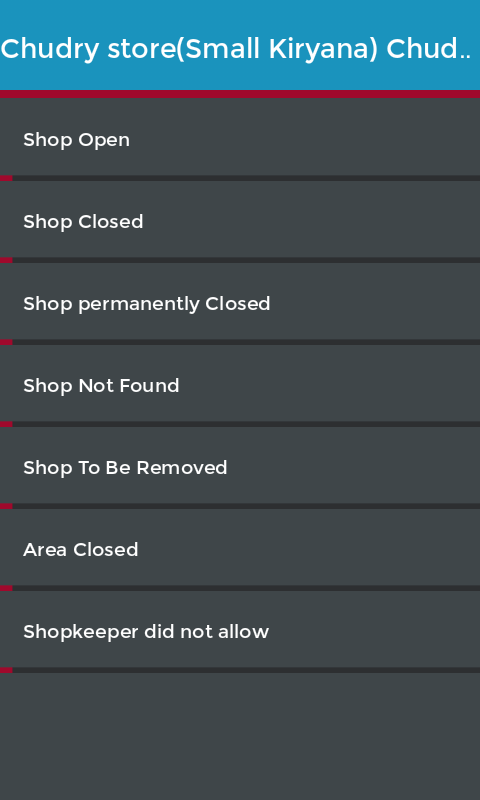 Chudry store(Small Kiryana) Chud..
Shop Open
Shop Closed
Shop permanently Closed
Shop Not Found
Shop To Be Removed
Area Closed
Shopkeeper did not allow